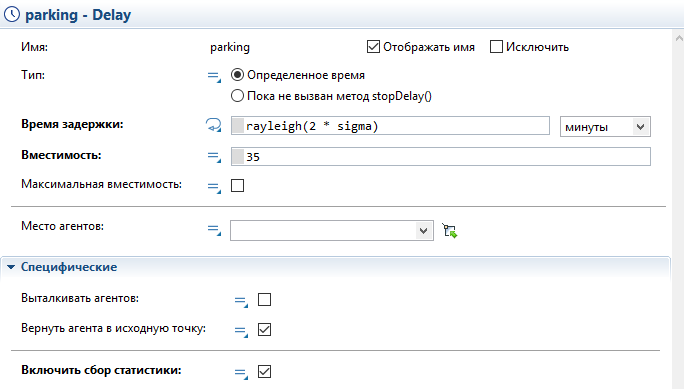 parking - Delay
Имя: parking Отображать имя Исключить
Тип: Определенное время
Пока не вызван метод stopDelay()
Время задержки: rayleigh(2 * sigma) минуты
Вместимость: 35
Максимальная вместимость:
Место агентов:
Специфические
Выталкивать агентов:
Вернуть агента в исходную точку:
Включить сбор статистики: